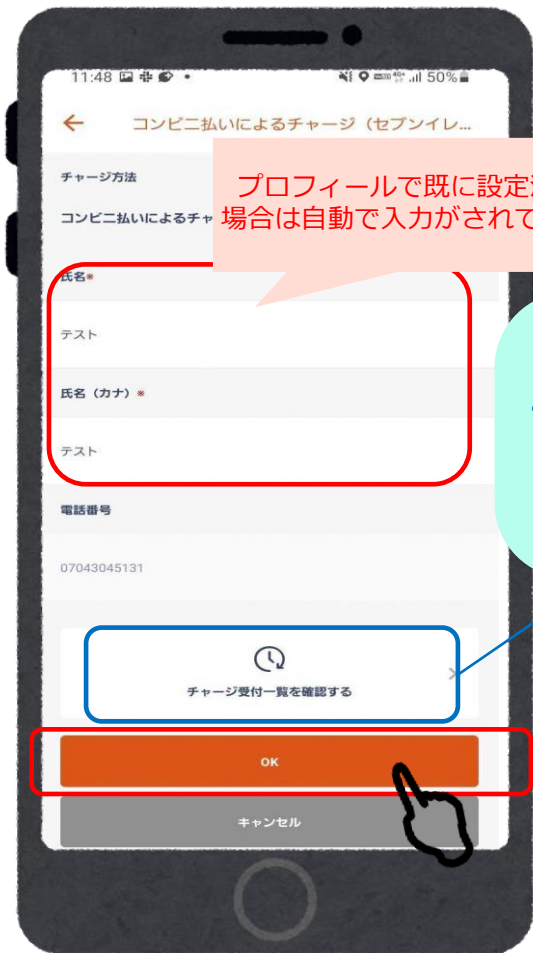 11:48 50%
コンビニ払いによるチャージ（セブンイレ...
チャージ方法
プロフィールで既に設定
コンビニ払いによるチャ
場合は自動で入力がされて
氏名※
テスト
氏名（カナ）※
テスト
電話番号
07043045131
チャージ受付一覧を確認する
OK
キャンセル